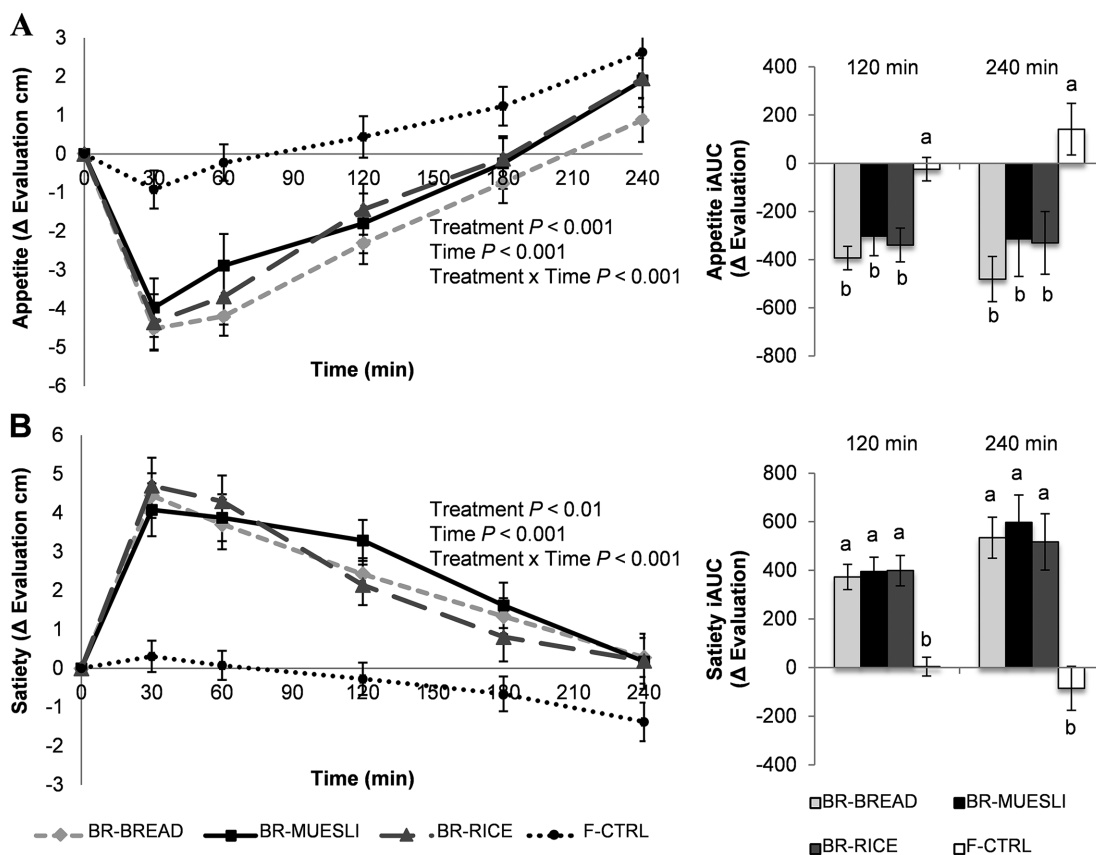 A
Appetite (Δ Evaluation cm)
3
2
1
0
-1
-2
-3
-4
-5
-6
0 30 60 90 120 150 180 210 240
Treatment P < 0.001
Time P < 0.001
Treatment x Time P < 0.001
Time (min)
Appetite iAUC
(Δ Evaluation)
400
200
0
-200
-400
-600
-800
120 min 240 min
a a
b b b b b b
B
Satiety (Δ Evaluation cm)
6
5
4
3
2
1
0
-1
-2
-3
0 30 60 90 120 150 180 210 240
Treatment P < 0.01
Time P < 0.001
Treatment x Time P < 0.001
Time (min)
BR-BREAD BR-MUESLI BR-RICE F-CTRL
Satiety iAUC
(Δ Evaluation)
800
600
400
200
0
-200
-400
120 min 240 min
a a a b a a a b
BR-BREAD BR-MUESLI
BR-RICE F-CTRL